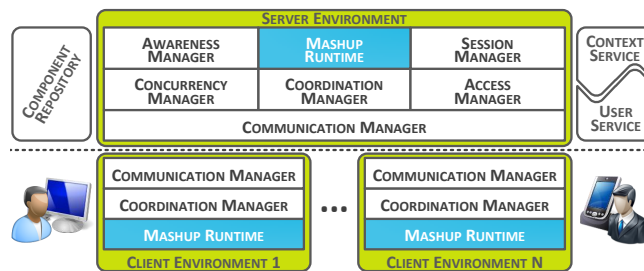 SERVER ENVIRONMENT
COMPONENT
REPOSITORY
AWARENESS
MANAGER
MASHUP
RUNTIME
SESSION
MANAGER
CONCURRENCY
MANAGER
COORDINATION
MANAGER
ACCESS
MANAGER
COMMUNICATION MANAGER
CONTEXT
SERVICE
USER
SERVICE
COMMUNICATION MANAGER
COORDINATION MANAGER
MASHUP RUNTIME
CLIENT ENVIRONMENT 1
...
COMMUNICATION MANAGER
COORDINATION MANAGER
MASHUP RUNTIME
CLIENT ENVIRONMENT N